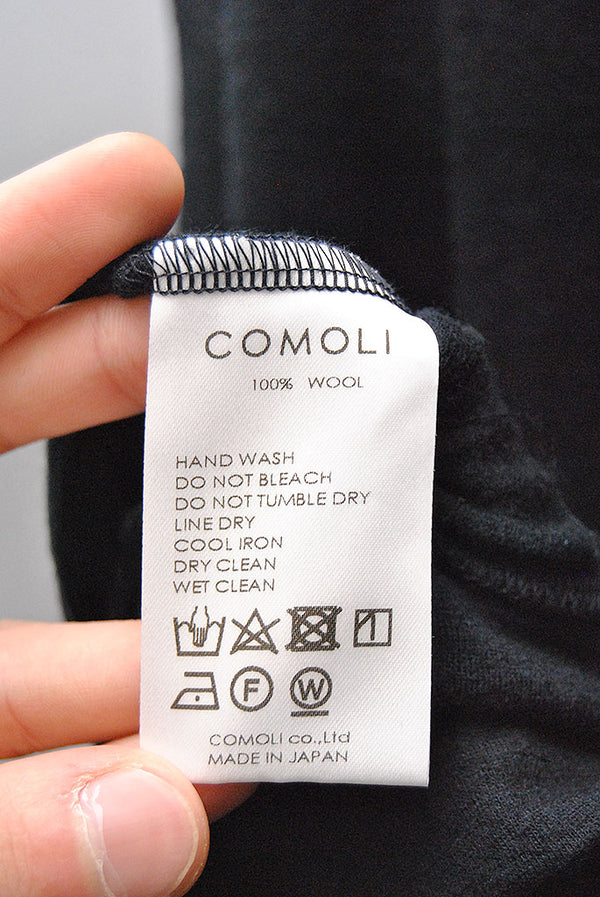 COMOLI
100% WOOL
HAND WASH
DO NOT BLEACH
DO NOT TUMBLE DRY
LINE DRY
COOL IRON
DRY CLEAN
WET CLEAN
F W
COMOLI co.,Ltd
MADE IN JAPAN